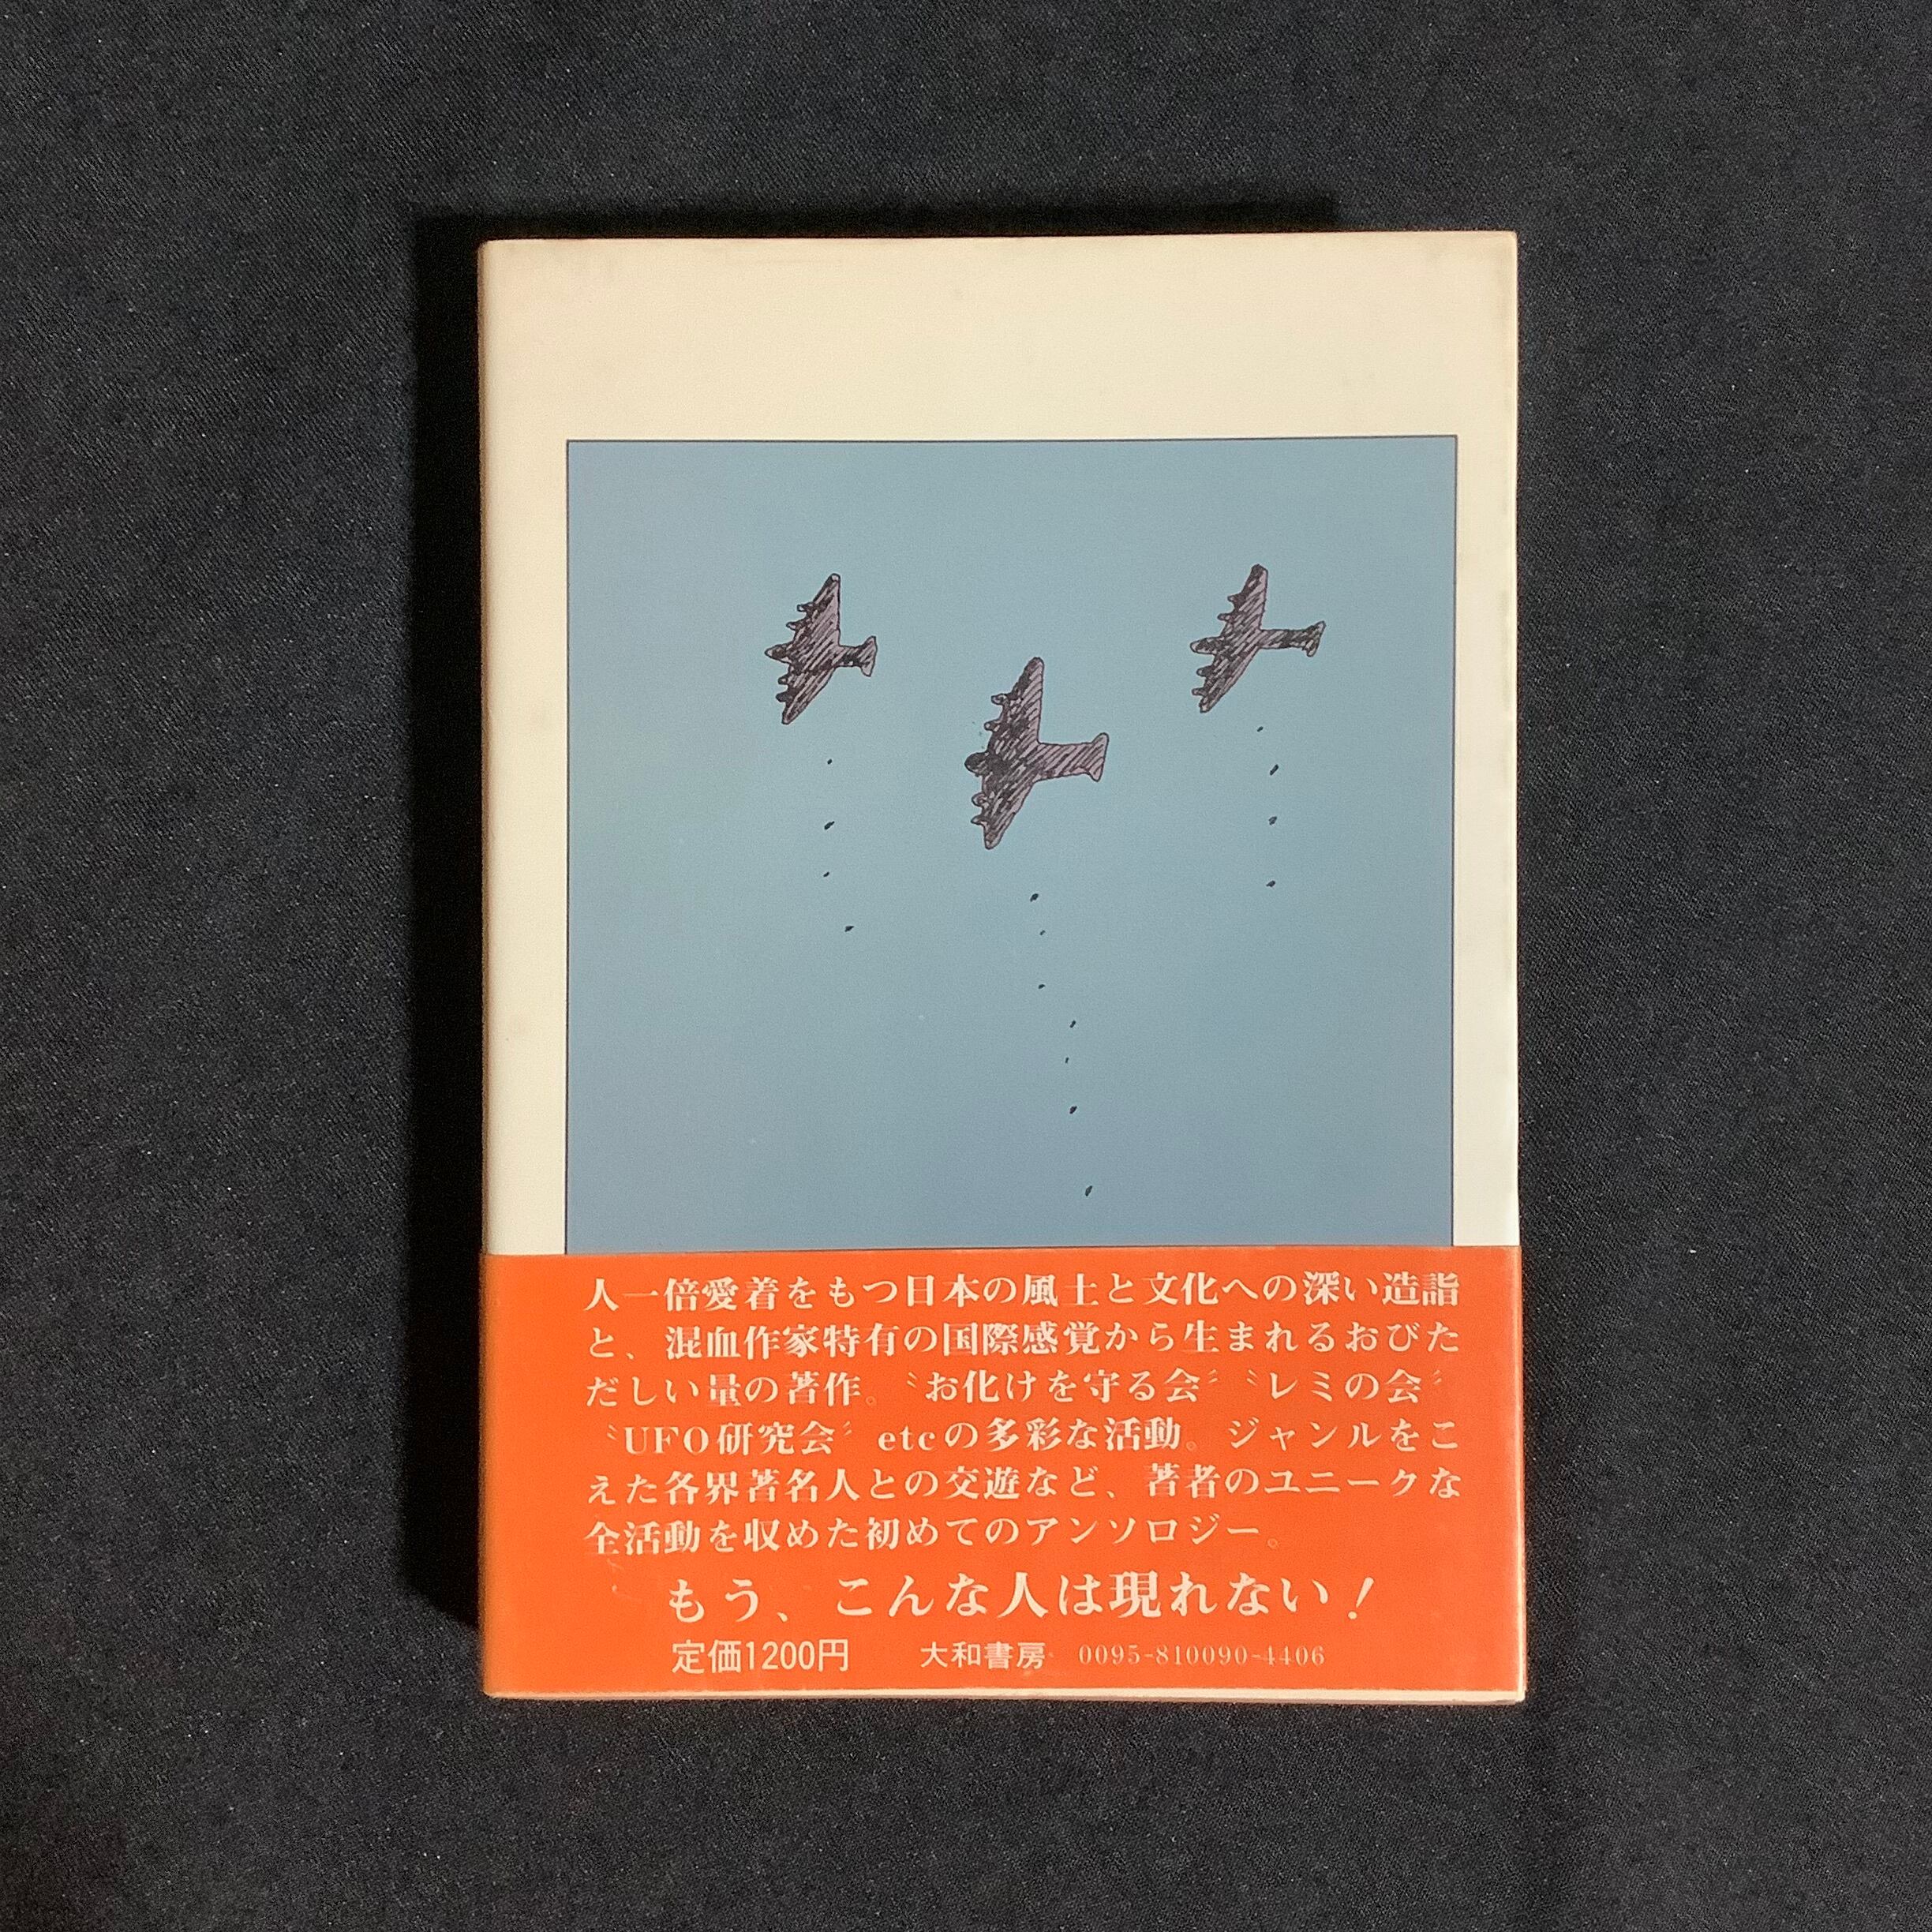 人一倍愛着をもつ日本の風土と文化への深い造詣
と、混血作家特有の国際感覚から生まれるおびた
だしい量の著作。〝お化けを守る会〞〝レミの会〞
〝UFO研究会〞etcの多彩な活動。ジャンルをこ
えた各界著名人との交遊など、著者のユニークな
全活動を収めた初めてのアンソロジー。
もう、こんな人は現れない！
定価1200円　大和書房　0095-810090-4406